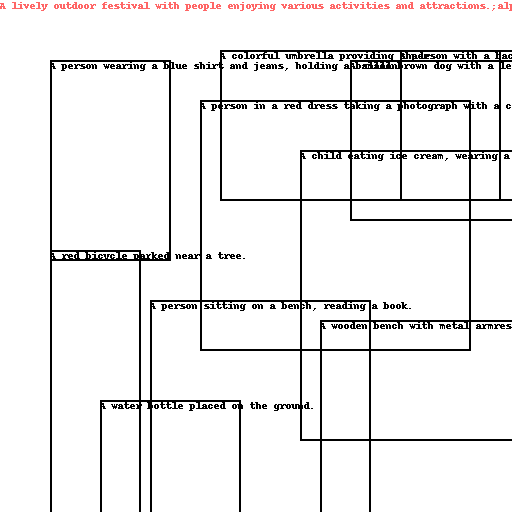 A lively outdoor festival with people enjoying various activities and attractions.;alp
A colorful umbrella providing shade.
A person with a bac
A person wearing a blue shirt and jeans, holding a
brown dog with a le
A person in a red dress taking a photograph with a c
A child eating ice cream, wearing a
A red bicycle parked near a tree.
A person sitting on a bench, reading a book.
A wooden bench with metal armres
A water bottle placed on the ground.